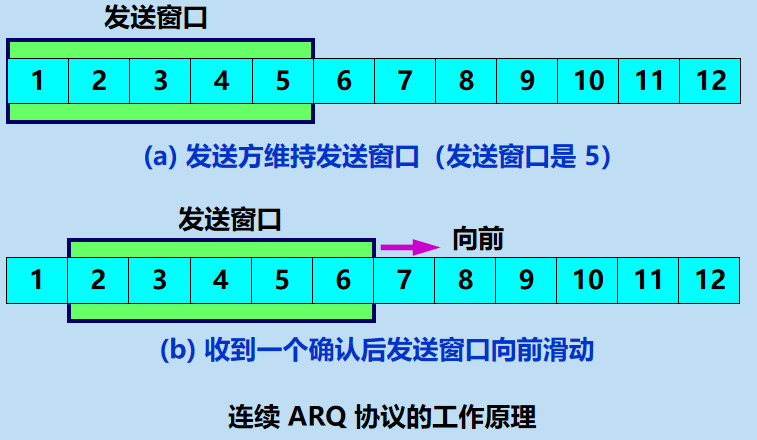 发送窗口
1 2 3 4 5 6 7 8 9 10 11 12
(a) 发送方维持发送窗口（发送窗口是 5）
发送窗口
向前
1 2 3 4 5 6 7 8 9 10 11 12
(b) 收到一个确认后发送窗口向前滑动
连续 ARQ 协议的工作原理